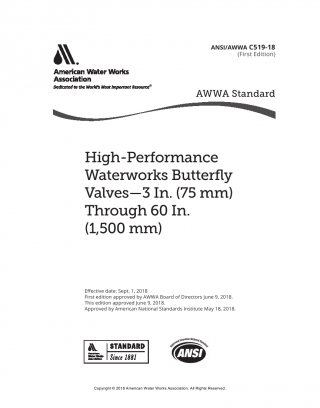 ANSI/AWWA C519-18
(First Edition)
American Water Works
Association
Dedicated to the World's Most Important Resource®
AWWA Standard
High-Performance
Waterworks Butterfly
Valves—3 In. (75 mm)
Through 60 In.
(1,500 mm)
Effective date: Sept. 1, 2018
First edition approved by AWWA Board of Directors June 9, 2018.
This edition approved June 9, 2018.
Approved by American National Standards Institute May 18, 2018.
American Water Works
Association
STANDARD
Since 1881
ANSI
Copyright © 2018 American Water Works Association. All Rights Reserved.